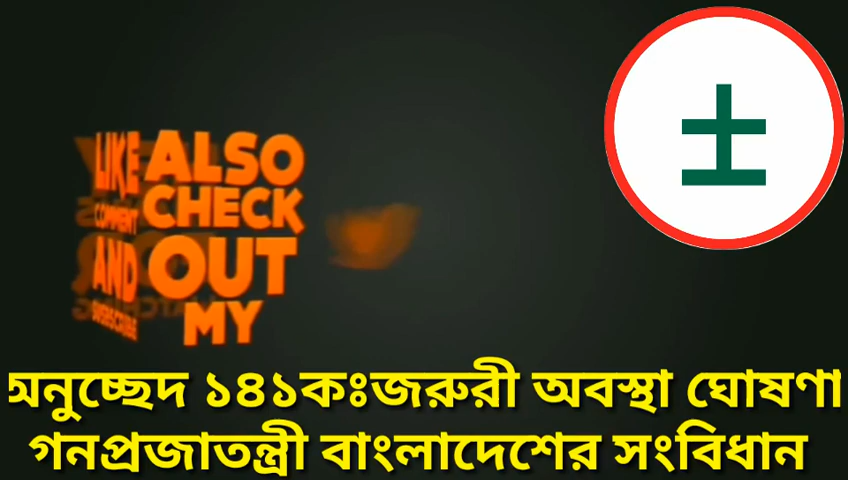 LIKE
COMMENT
AND
SUBSCRIBE
ALSO
CHECK
OUT
MY
±
অনুচ্ছেদ ১৪১কঃজরুরী অবস্থা ঘোষণা
গনপ্রজাতন্ত্রী বাংলাদেশের সংবিধান